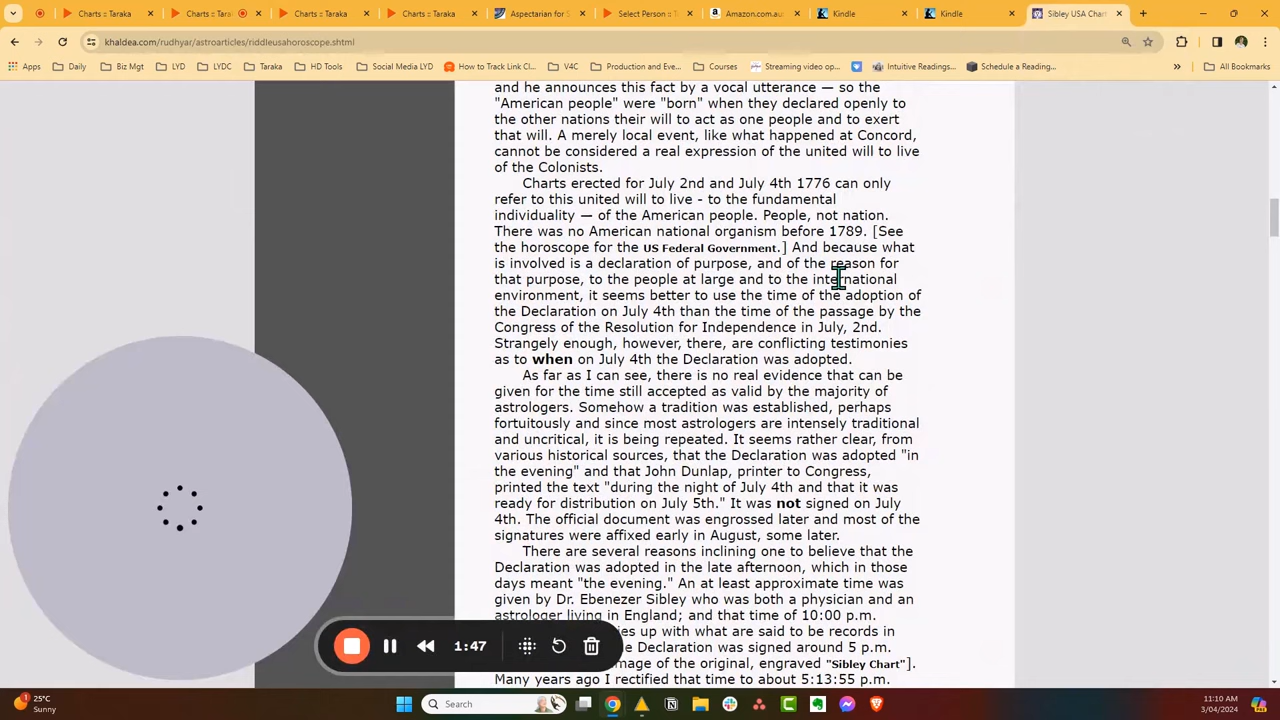 Charts :: Taraka
Charts :: Tarak
Charts :: Taraka
Charts :: Taraka
Aspectarian for S
Select Person :: T
Amazon.com.au
Kindle
Kindle
Sibley USA Chart
khaldea.com/rudhyar/astroarticles/riddleusahoroscope.shtml
Apps
Daily
Biz Mgt
LYD
LYDC
Taraka
HD Tools
Social Media LYD
How to Track Link Cl...
V4C
Production and Eve...
Courses
Streaming video op...
Intuitive Readings...
Schedule a Reading...
All Bookmarks
and he announces this fact by a vocal utterance — so the
"American people" were "born" when they declared openly to
the other nations their will to act as one people and to exert
that will. A merely local event, like what happened at Concord,
cannot be considered a real expression of the united will to live
of the Colonists.
Charts erected for July 2nd and July 4th 1776 can only
refer to this united will to live - to the fundamental
individuality — of the American people. People, not nation.
There was no American national organism before 1789. [See
the horoscope for the US Federal Government.] And because what
is involved is a declaration of purpose, and of the reason for
that purpose, to the people at large and to the international
environment, it seems better to use the time of the adoption of
the Declaration on July 4th than the time of the passage by the
Congress of the Resolution for Independence in July, 2nd.
Strangely enough, however, there, are conflicting testimonies
as to when on July 4th the Declaration was adopted.
As far as I can see, there is no real evidence that can be
given for the time still accepted as valid by the majority of
astrologers. Somehow a tradition was established, perhaps
fortuitously and since most astrologers are intensely traditional
and uncritical, it is being repeated. It seems rather clear, from
various historical sources, that the Declaration was adopted "in
the evening" and that John Dunlap, printer to Congress,
printed the text "during the night of July 4th and that it was
ready for distribution on July 5th." It was not signed on July
4th. The official document was engrossed later and most of the
signatures were affixed early in August, some later.
There are several reasons inclining one to believe that the
Declaration was adopted in the late afternoon, which in those
days meant "the evening." An at least approximate time was
given by Dr. Ebenezer Sibley who was both a physician and an
astrologer living in England; and that time of 10:00 p.m.
ies up with what are said to be records in
e Declaration was signed around 5 p.m.
mage of the original, engraved "Sibley Chart"].
Many years ago I rectified that time to about 5:13:55 p.m.
1:47
25°C
Sunny
Search
11:10 AM
3/04/2024